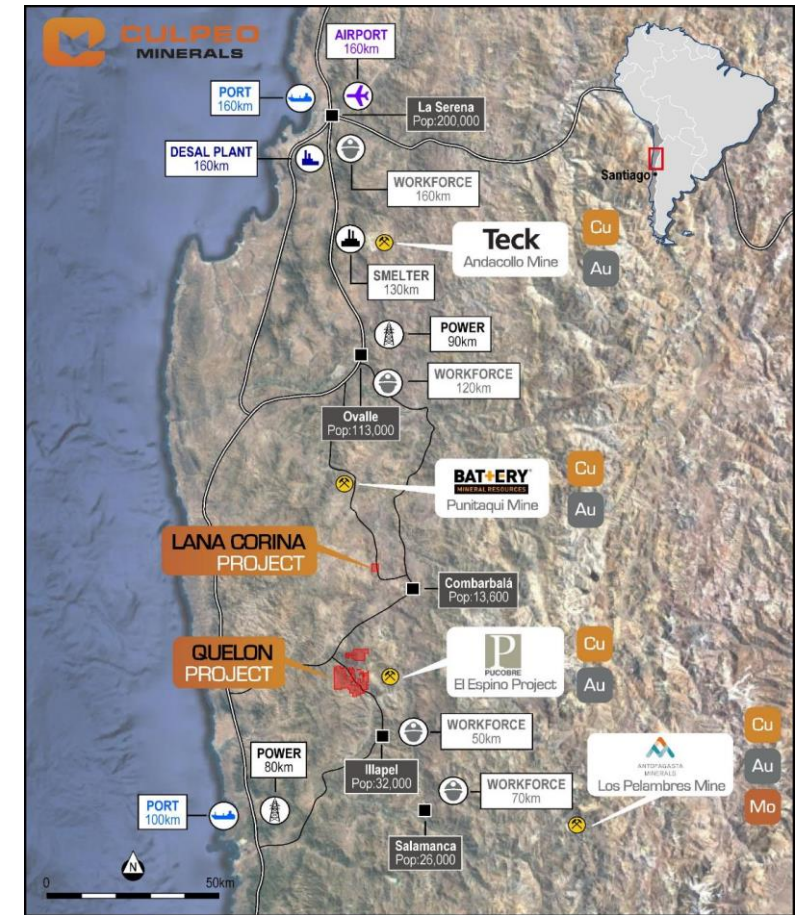 CULPEO
MINERALS
AIRPORT
160km
PORT
160km
La Serena
Pop:200,000
DESAL PLANT
160km
WORKFORCE
160km
Santiago
Teck
Andacollo Mine
Cu
Au
SMELTER
130km
POWER
90km
WORKFORCE
120km
Ovalle
Pop:113,000
BATTERY
MINERAL RESOURCES
Punitaqui Mine
Cu
Au
LANA CORINA
PROJECT
Combarbalá
Pop:13,600
QUELON
PROJECT
P
PUCOBRE
El Espino Project
Cu
Au
WORKFORCE
50km
POWER
80km
Illapel
Pop:32,000
ANTOFAGASTA
MINERALS
Los Pelambres Mine
Cu
Au
Mo
WORKFORCE
70km
PORT
100km
Salamanca
Pop:26,000
N
0 50km